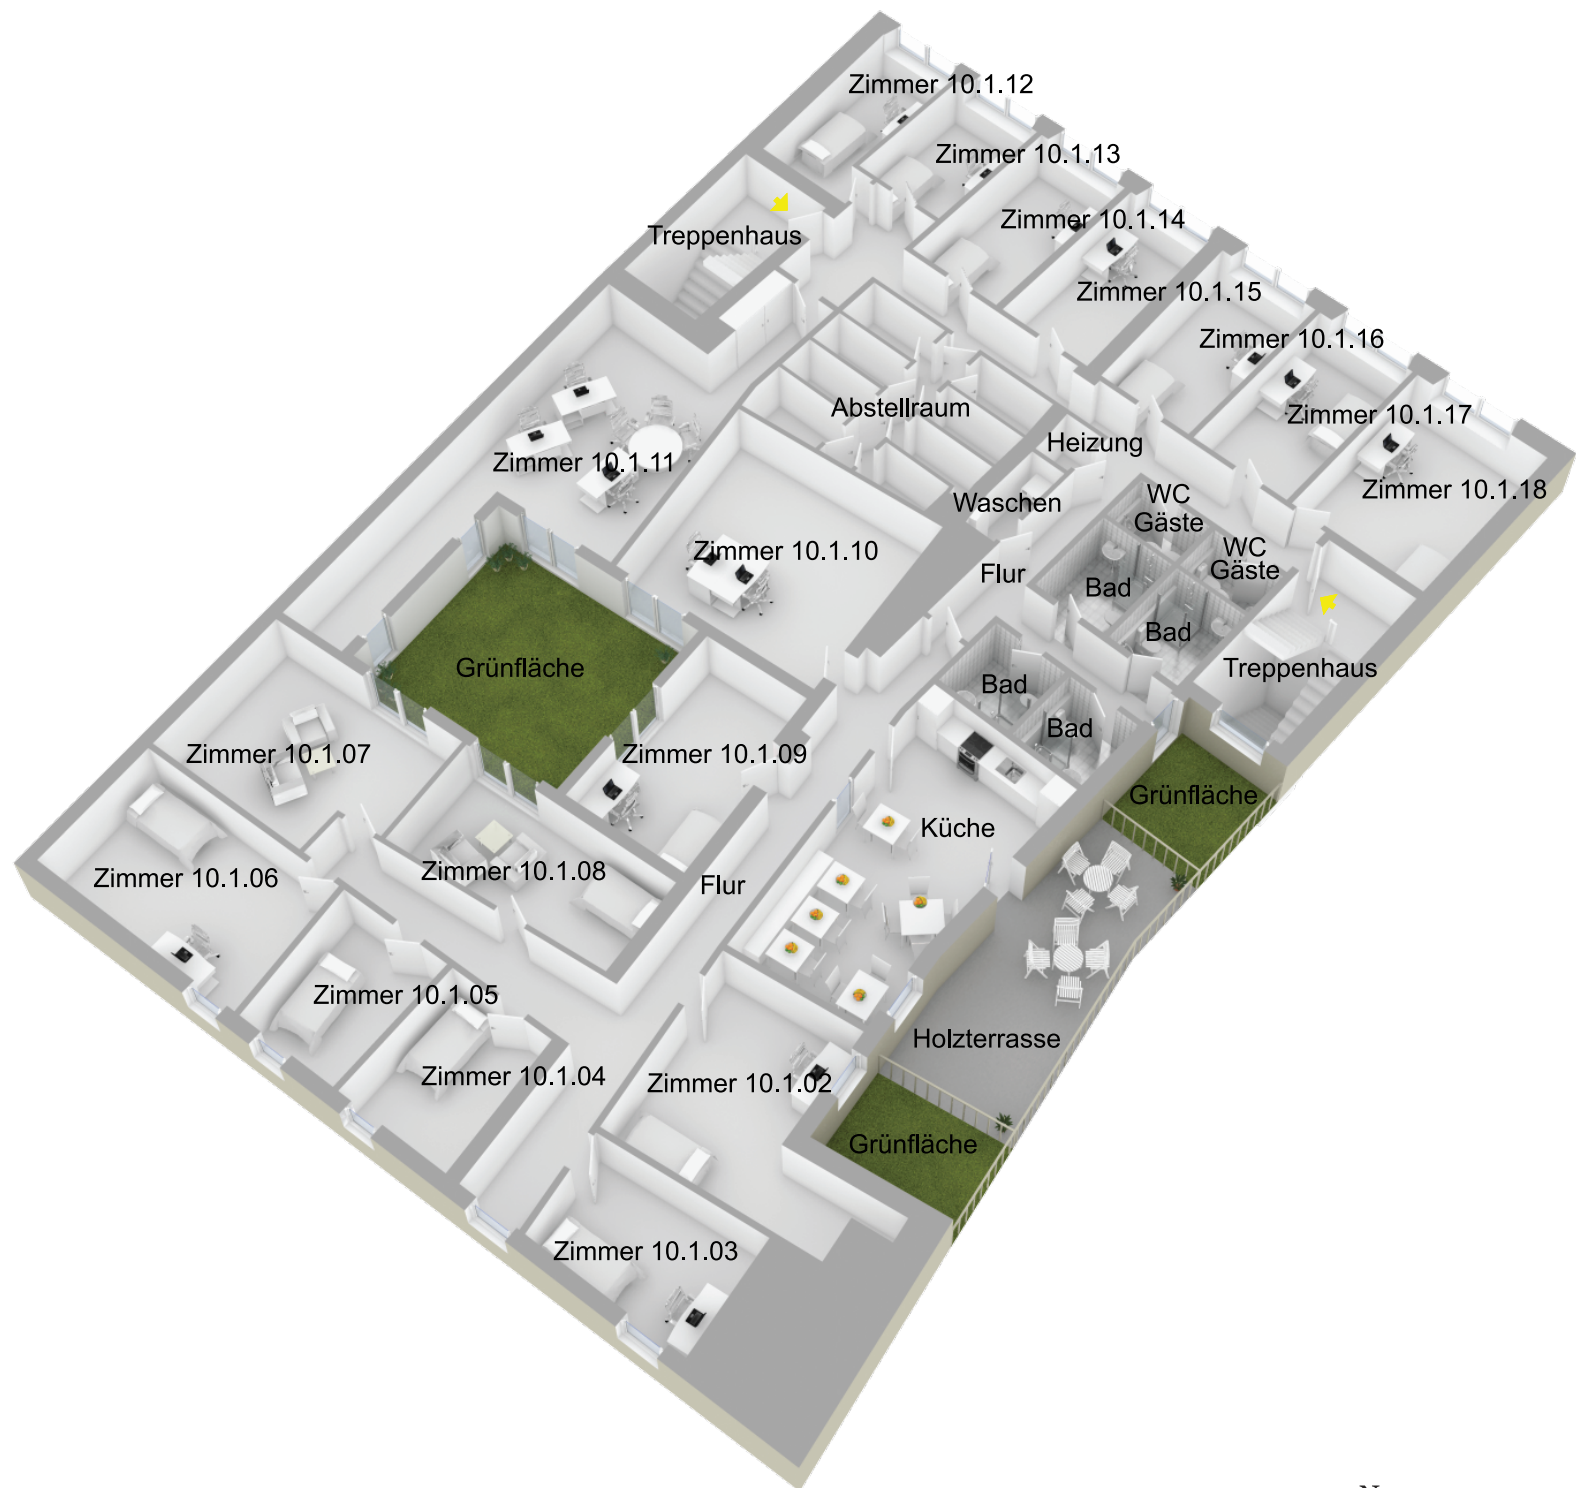 Zimmer 10.1.12
Zimmer 10.1.13
Zimmer 10.1.14
Treppenhaus
Zimmer 10.1.15
Zimmer 10.1.16
Abstellraum
Zimmer 10.1.17
Heizung
Zimmer 10.1.11
Zimmer 10.1.18
WC
Gäste
Waschen
Zimmer 10.1.10
WC
Gäste
Flur
Bad
Bad
Grünfläche
Treppenhaus
Bad
Bad
Zimmer 10.1.07
Zimmer 10.1.09
Grünfläche
Küche
Zimmer 10.1.06
Zimmer 10.1.08
Flur
Zimmer 10.1.05
Holzterrasse
Zimmer 10.1.04
Zimmer 10.1.02
Grünfläche
Zimmer 10.1.03
N